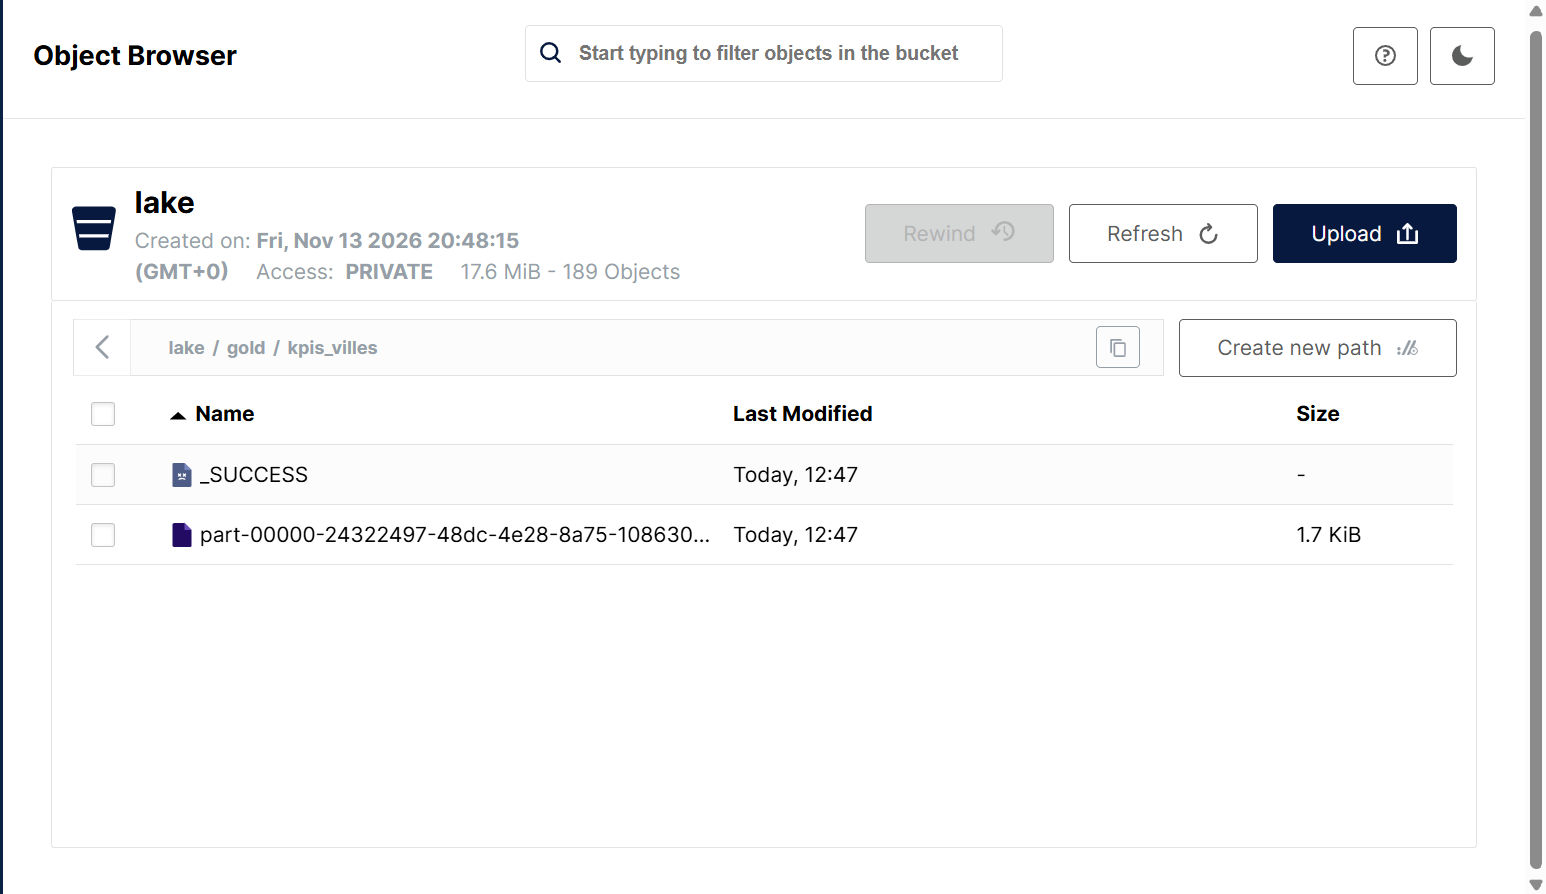 Object Browser
Start typing to filter objects in the bucket
lake
Created on: Fri, Nov 13 2026 20:48:15
(GMT+0) Access: PRIVATE 17.6 MiB - 189 Objects
Rewind
Refresh
Upload
lake / gold / kpis_villes
Create new path
Name Last Modified Size
_SUCCESS Today, 12:47 -
part-00000-24322497-48dc-4e28-8a75-108630... Today, 12:47 1.7 KiB